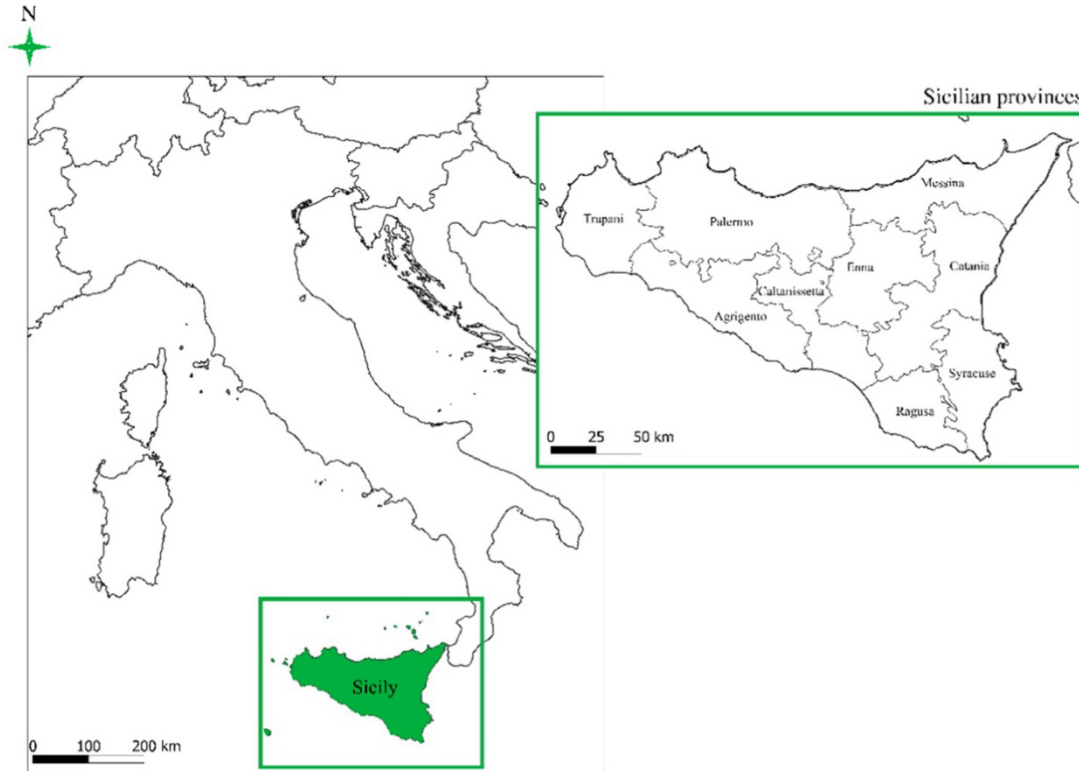 N
Sicilian provinces
Messina
Trapani
Palermo
Enna
Catania
Caltanissetta
Agrigento
Syracuse
Ragusa
0 25 50 km
Sicily
0 100 200 km